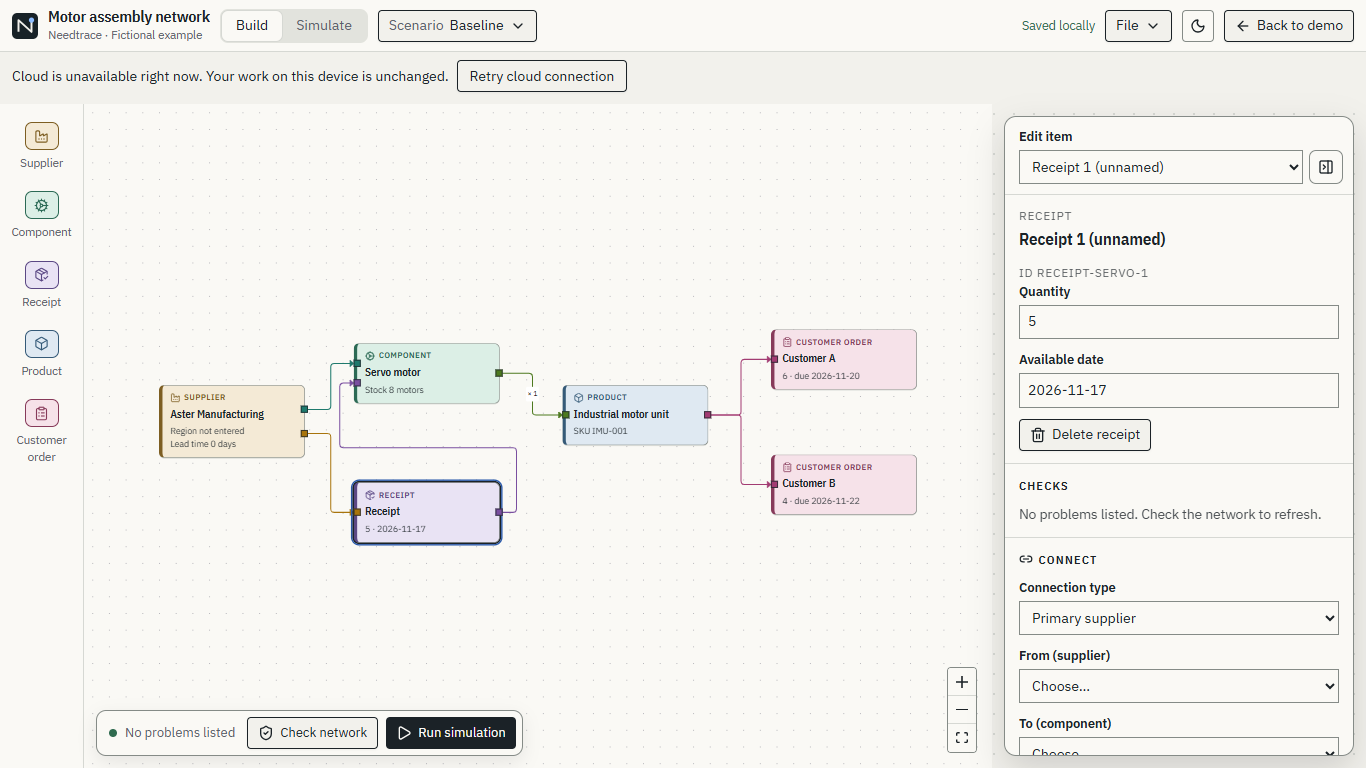 Motor assembly network
Needtrace · Fictional example
Build
Simulate
Scenario Baseline
Saved locally
File
Back to demo
Cloud is unavailable right now. Your work on this device is unchanged.
Retry cloud connection
Supplier
Component
Receipt
Product
Customer
order
SUPPLIER
Aster Manufacturing
Region not entered
Lead time 0 days
COMPONENT
Servo motor
Stock 8 motors
RECEIPT
Receipt
5 · 2026-11-17
× 1
PRODUCT
Industrial motor unit
SKU IMU-001
CUSTOMER ORDER
Customer A
6 · due 2026-11-20
CUSTOMER ORDER
Customer B
4 · due 2026-11-22
No problems listed
Check network
Run simulation
Edit item
Receipt 1 (unnamed)
RECEIPT
Receipt 1 (unnamed)
ID RECEIPT-SERVO-1
Quantity
5
Available date
2026-11-17
Delete receipt
CHECKS
No problems listed. Check the network to refresh.
CONNECT
Connection type
Primary supplier
From (supplier)
Choose...
To (component)
Choose...